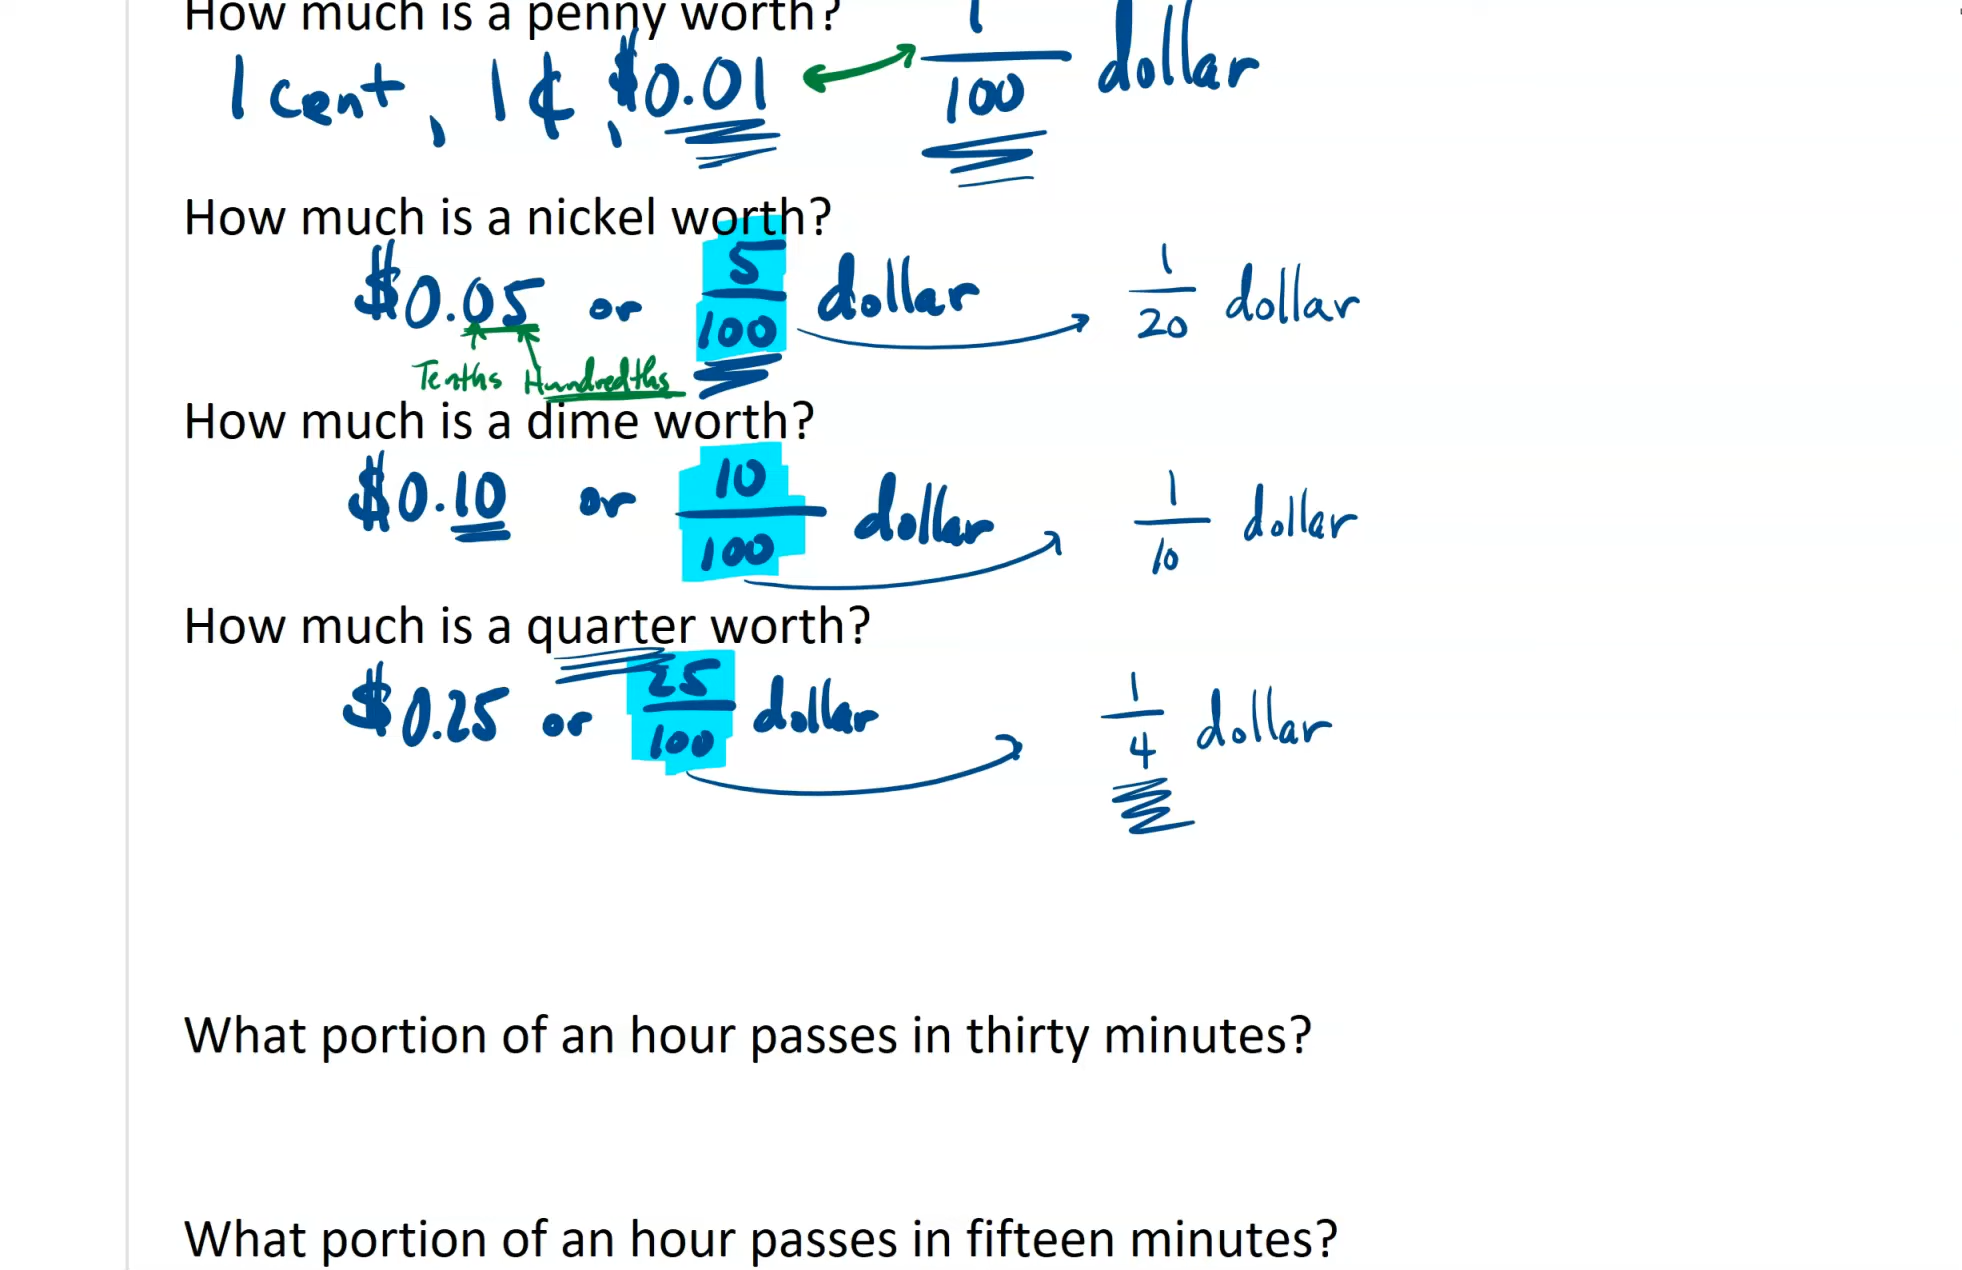 How much is a penny worth?
1 cent, 1¢, $0.01 1/100 dollar
How much is a nickel worth?
$0.05 or 5/100 dollar 1/20 dollar
Tenths Hundredths
How much is a dime worth?
$0.10 or 10/100 dollar 1/10 dollar
How much is a quarter worth?
$0.25 or 25/100 dollar 1/4 dollar
What portion of an hour passes in thirty minutes?
What portion of an hour passes in fifteen minutes?